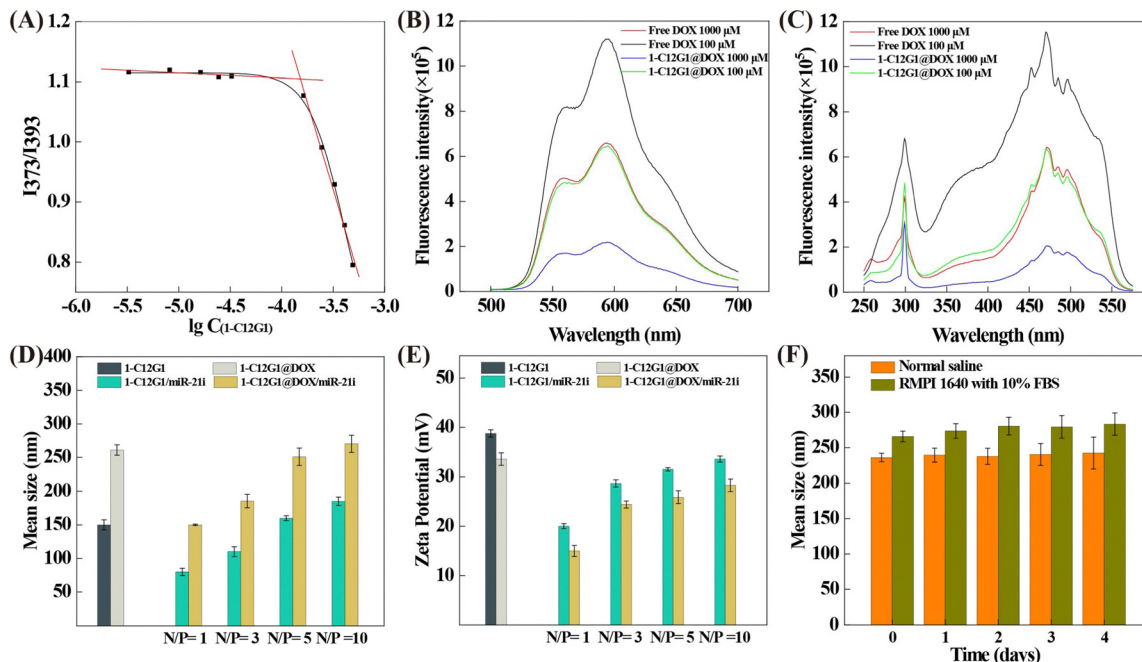 (A)
1.2
1.1
1.0
0.9
0.8
I373/I393
-6.0 -5.5 -5.0 -4.5 -4.0 -3.5 -3.0
lg C(1-C12G1)
(B)
12
10
8
6
4
2
0
Fluorescence intensity(×10⁵)
Free DOX 1000 μM
Free DOX 100 μM
1-C12G1@DOX 1000 μM
1-C12G1@DOX 100 μM
500 550 600 650 700
Wavelength (nm)
(C)
12
10
8
6
4
2
0
Fluorescence intensity (×10⁵)
Free DOX 1000 μM
Free DOX 100 μM
1-C12G1@DOX 1000 μM
1-C12G1@DOX 100 μM
250 300 350 400 450 500 550
Wavelength (nm)
(D)
400
350
300
250
200
150
100
50
Mean size (nm)
1-C12G1 1-C12G1@DOX
1-C12G1/miR-21i 1-C12G1@DOX/miR-21i
N/P= 1 N/P= 3 N/P= 5 N/P =10
(E)
50
40
30
20
10
Zeta Potential (mV)
1-C12G1 1-C12G1@DOX
1-C12G1/miR-21i 1-C12G1@DOX/miR-21i
N/P= 1 N/P= 3 N/P= 5 N/P =10
(F)
350
300
250
200
150
100
50
0
Mean size (nm)
Normal saline
RMPI 1640 with 10% FBS
0 1 2 3 4
Time (days)